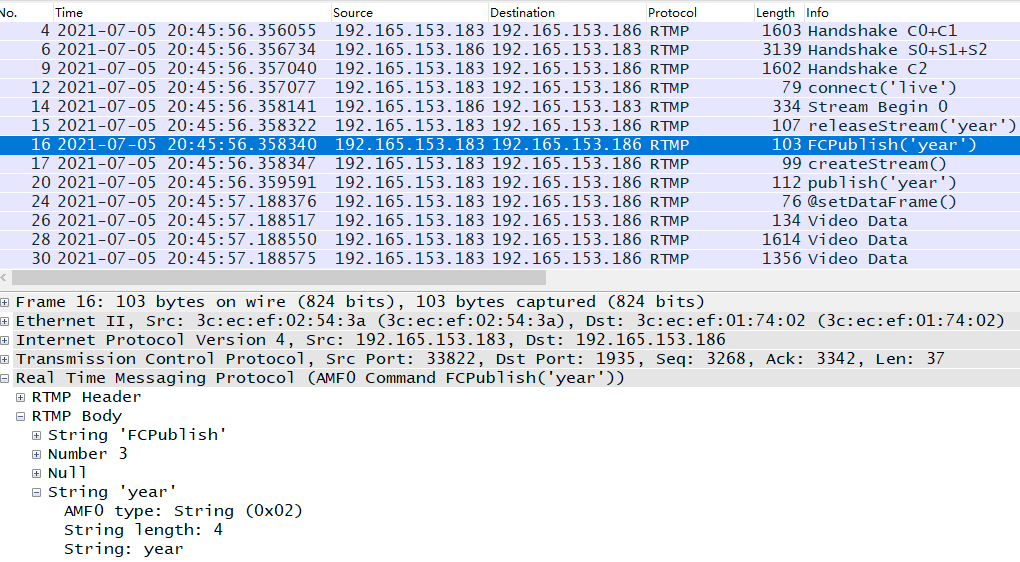 No. Time Source Destination Protocol Length Info
4 2021-07-05 20:45:56.356055 192.165.153.183 192.165.153.186 RTMP 1603 Handshake C0+C1
6 2021-07-05 20:45:56.356734 192.165.153.186 192.165.153.183 RTMP 3139 Handshake S0+S1+S2
9 2021-07-05 20:45:56.357040 192.165.153.183 192.165.153.186 RTMP 1602 Handshake C2
12 2021-07-05 20:45:56.357077 192.165.153.183 192.165.153.186 RTMP 79 connect('live')
14 2021-07-05 20:45:56.358141 192.165.153.186 192.165.153.183 RTMP 334 Stream Begin 0
15 2021-07-05 20:45:56.358322 192.165.153.183 192.165.153.186 RTMP 107 releaseStream('year')
16 2021-07-05 20:45:56.358340 192.165.153.183 192.165.153.186 RTMP 103 FCPublish('year')
17 2021-07-05 20:45:56.358347 192.165.153.183 192.165.153.186 RTMP 99 createStream()
20 2021-07-05 20:45:56.359591 192.165.153.183 192.165.153.186 RTMP 112 publish('year')
24 2021-07-05 20:45:57.188376 192.165.153.183 192.165.153.186 RTMP 76 @setDataFrame()
26 2021-07-05 20:45:57.188517 192.165.153.183 192.165.153.186 RTMP 134 Video Data
28 2021-07-05 20:45:57.188550 192.165.153.183 192.165.153.186 RTMP 1614 Video Data
30 2021-07-05 20:45:57.188575 192.165.153.183 192.165.153.186 RTMP 1356 Video Data
Frame 16: 103 bytes on wire (824 bits), 103 bytes captured (824 bits)
Ethernet II, Src: 3c:ec:ef:02:54:3a (3c:ec:ef:02:54:3a), Dst: 3c:ec:ef:01:74:02 (3c:ec:ef:01:74:02)
Internet Protocol Version 4, Src: 192.165.153.183, Dst: 192.165.153.186
Transmission Control Protocol, Src Port: 33822, Dst Port: 1935, Seq: 3268, Ack: 3342, Len: 37
Real Time Messaging Protocol (AMF0 Command FCPublish('year'))
RTMP Header
RTMP Body
String 'FCPublish'
Number 3
Null
String 'year'
AMF0 type: String (0x02)
String length: 4
String: year